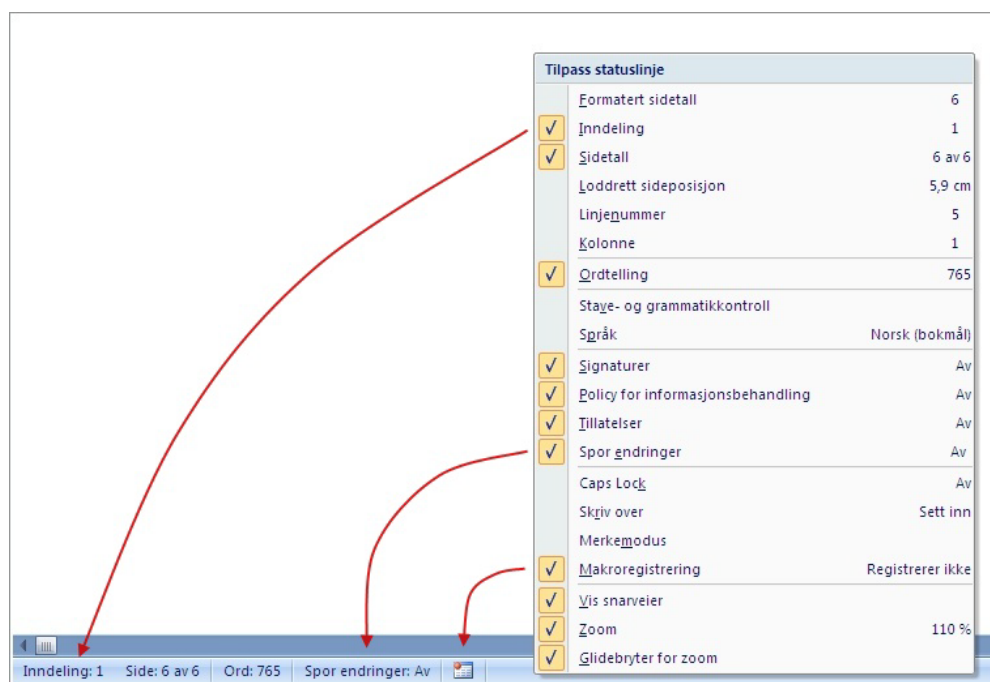 Tilpass statuslinje
Formatert sidetall 6
Inndeling 1
Sidetall 6 av 6
Loddrett sideposisjon 5,9 cm
Linjenummer 5
Kolonne 1
Ordtelling 765
Stave- og grammatikkontroll
Språk Norsk (bokmål)
Signaturer Av
Policy for informasjonsbehandling Av
Tillatelser Av
Spor endringer Av
Caps Lock Av
Skriv over Sett inn
Merkemodus
Makroregistrering Registrerer ikke
Vis snarveier
Zoom 110 %
Glidebryter for zoom
Inndeling: 1 Side: 6 av 6 Ord: 765 Spor endringer: Av